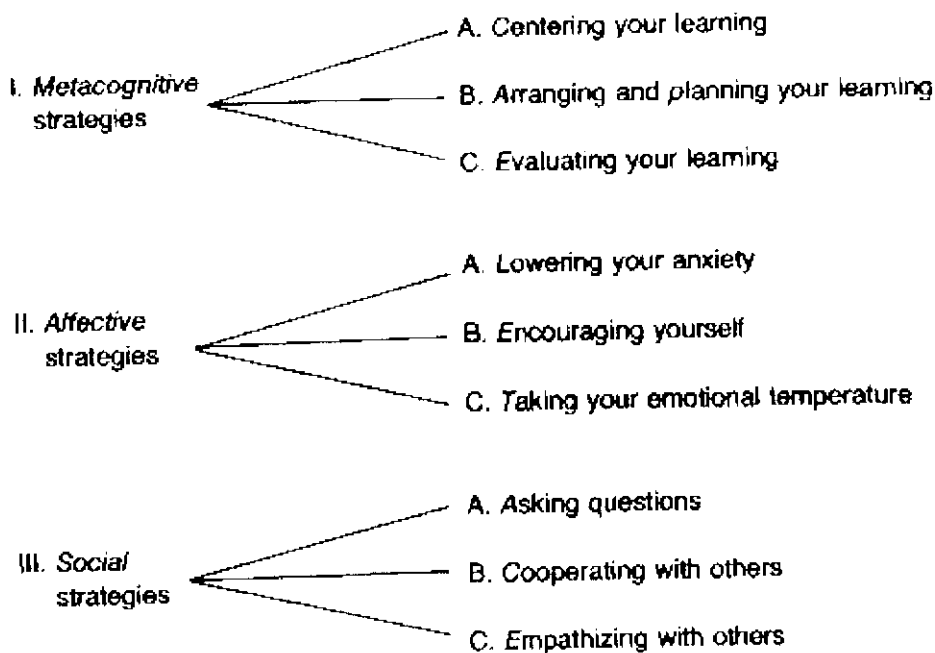 I. Metacognitive
strategies
A. Centering your learning
B. Arranging and planning your learning
C. Evaluating your learning
II. Affective
strategies
A. Lowering your anxiety
B. Encouraging yourself
C. Taking your emotional temperature
III. Social
strategies
A. Asking questions
B. Cooperating with others
C. Empathizing with others